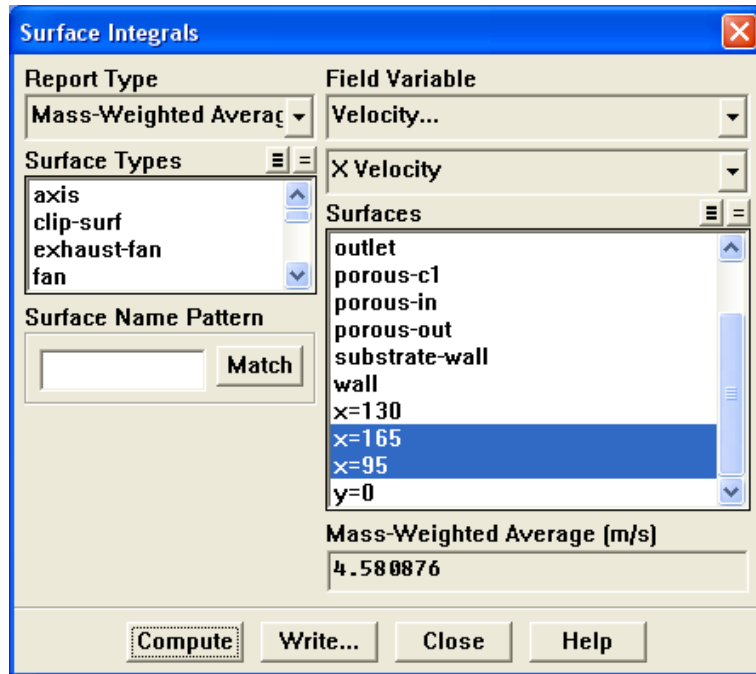 Surface Integrals
Report Type
Mass-Weighted Averag
Surface Types
axis
clip-surf
exhaust-fan
fan
Surface Name Pattern
Match
Field Variable
Velocity...
X Velocity
Surfaces
outlet
porous-c1
porous-in
porous-out
substrate-wall
wall
x=130
x=165
x=95
y=0
Mass-Weighted Average (m/s)
4.580876
Compute
Write...
Close
Help